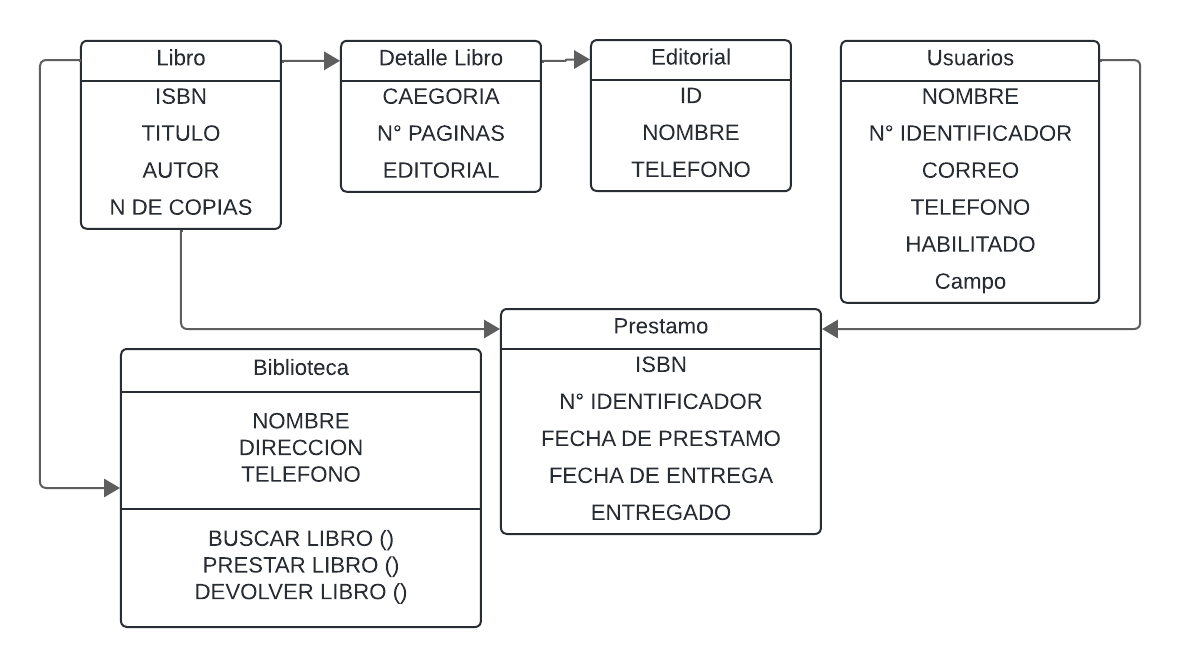 Libro
ISBN
TITULO
AUTOR
N DE COPIAS
Detalle Libro
CAEGORIA
N° PAGINAS
EDITORIAL
Editorial
ID
NOMBRE
TELEFONO
Usuarios
NOMBRE
N° IDENTIFICADOR
CORREO
TELEFONO
HABILITADO
Campo
Biblioteca
NOMBRE
DIRECCION
TELEFONO
BUSCAR LIBRO ()
PRESTAR LIBRO ()
DEVOLVER LIBRO ()
Prestamo
ISBN
N° IDENTIFICADOR
FECHA DE PRESTAMO
FECHA DE ENTREGA
ENTREGADO